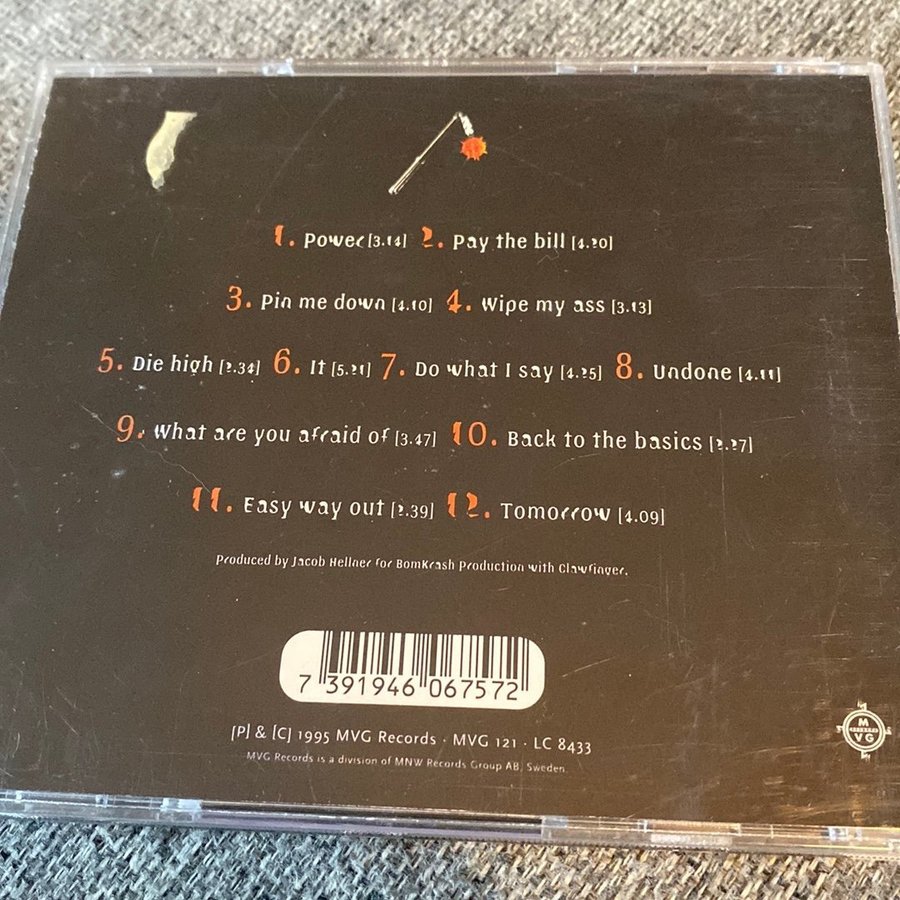 1. Power [3.14] 2. Pay the bill [4.20]
3. Pin me down [4.10] 4. Wipe my ass [3.13]
5. Die high [2.34] 6. It [5.21] 7. Do what I say [4.25] 8. Undone [4.11]
9. What are you afraid of [3.47] 10. Back to the basics [2.27]
11. Easy way out [2.39] 12. Tomorrow [4.09]
Produced by Jacob Hellner for BomKrash Production with Clawfinger.
7 391946 067572
[P] & [C] 1995 MVG Records · MVG 121 · LC 8433
MVG Records is a division of MNW Records Group AB, Sweden.
M
VG